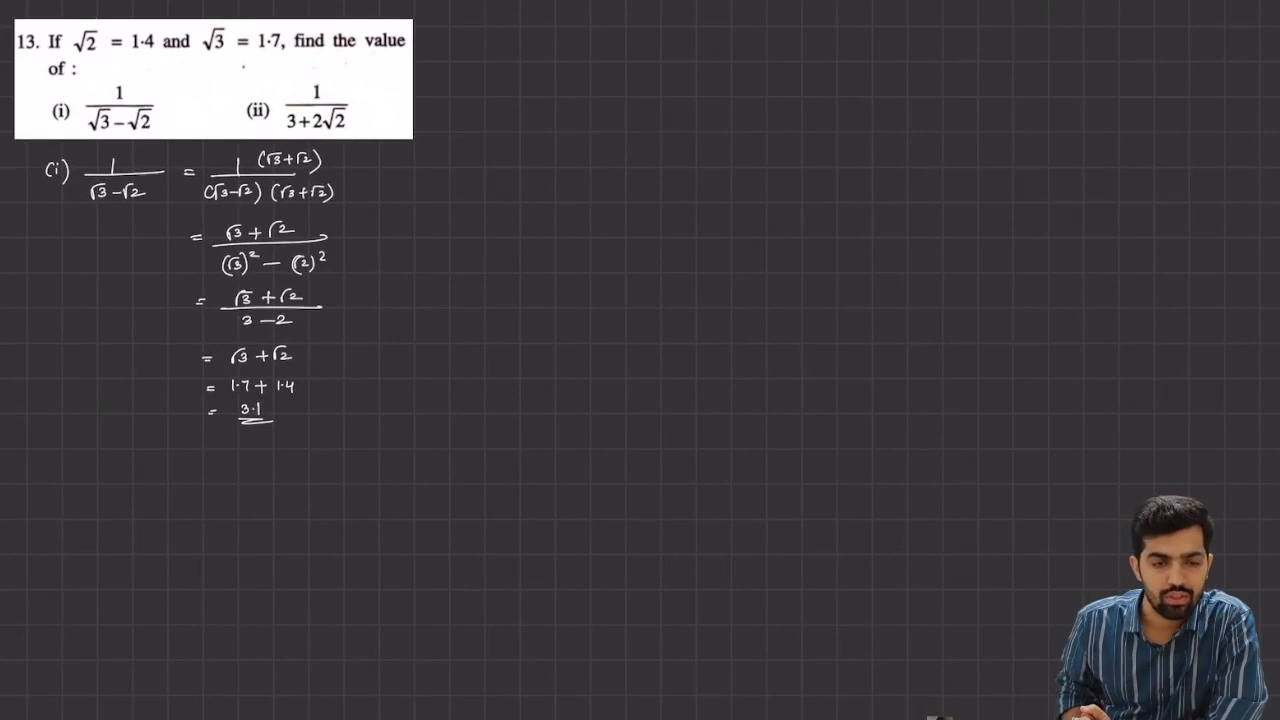 13. If √2 = 1·4 and √3 = 1·7, find the value
of :
(i) 1/(√3−√2) (ii) 1/(3+2√2)
(i) 1/(√3−√2) = 1 (√3+√2)/(√3−√2) (√3+√2)
= (√3+√2)/((√3)² − (√2)²)
= (√3+√2)/(3−2)
= √3+√2
= 1·7+1·4
= 3·1